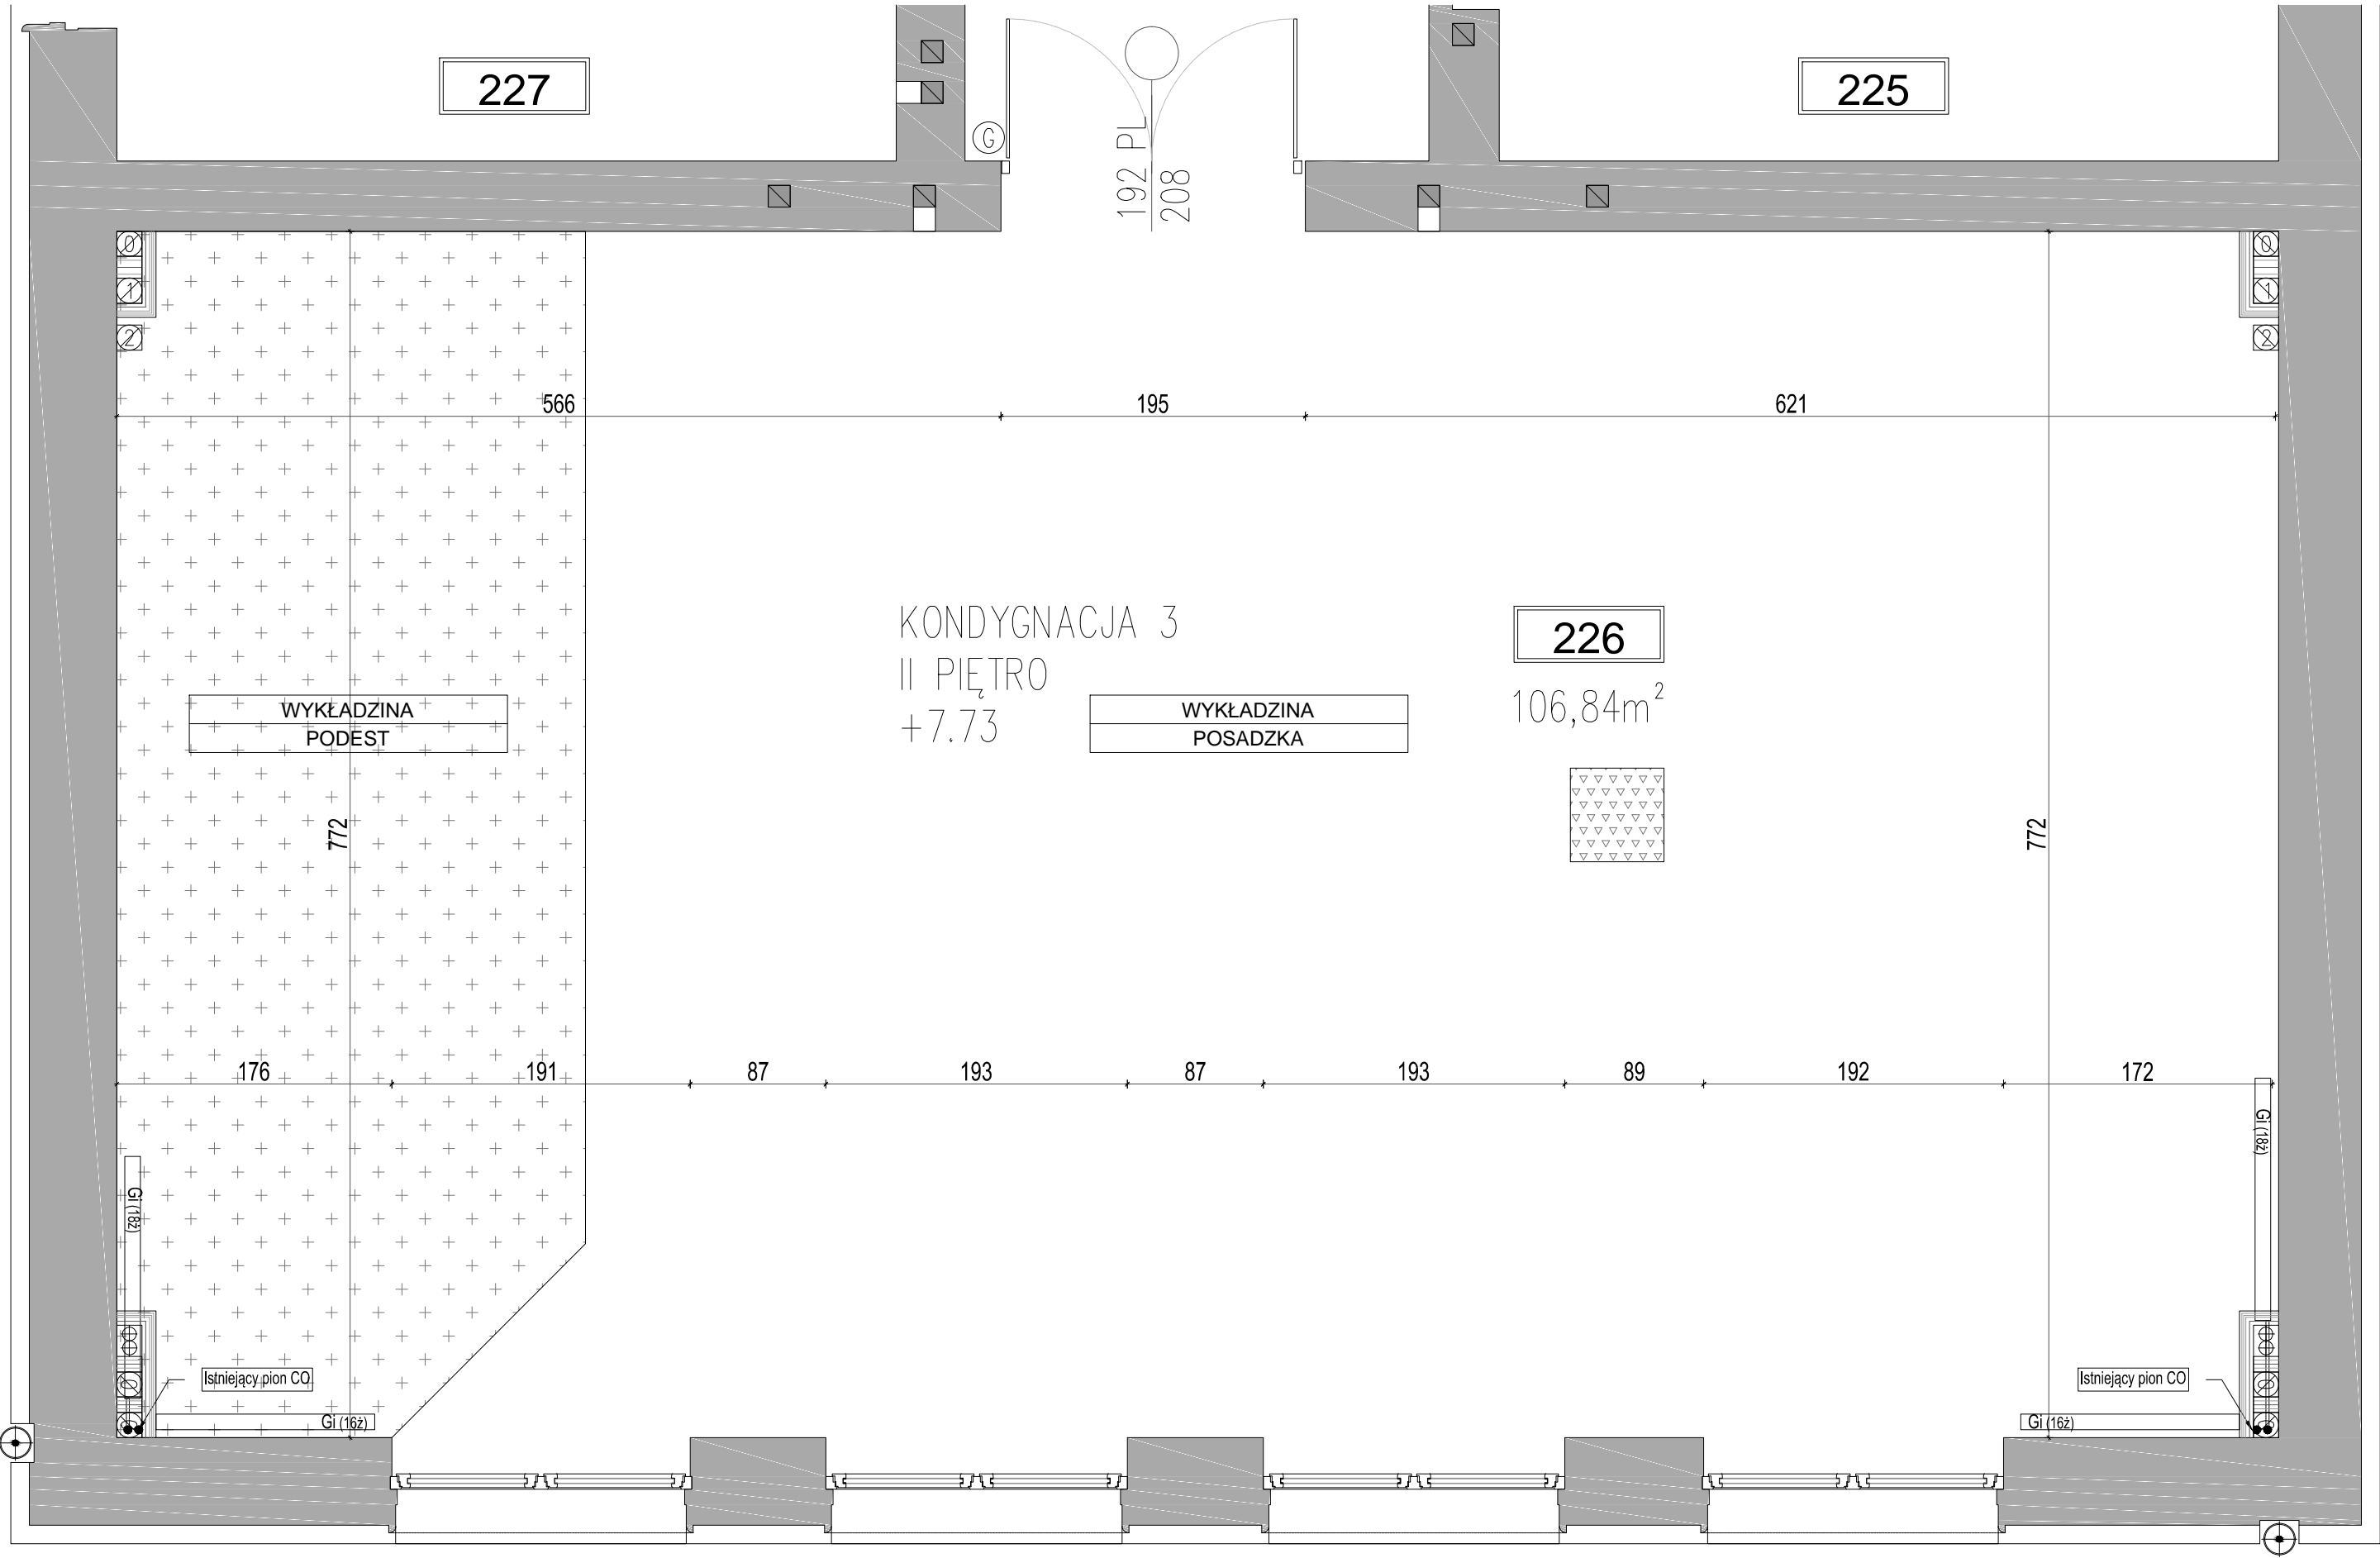 227
225
G
192 PL
208
0
0
1
1
2
2
566
195
621
KONDYGNACJA 3
II PIĘTRO
+7.73
226
106,84m²
WYKŁADZINA
PODEST
WYKŁADZINA
POSADZKA
772
772
176
191
87
193
87
193
89
192
172
Gi (18ż)
Gi (18ż)
Istniejący pion CO
Istniejący pion CO
Gi (16ż)
Gi (16ż)